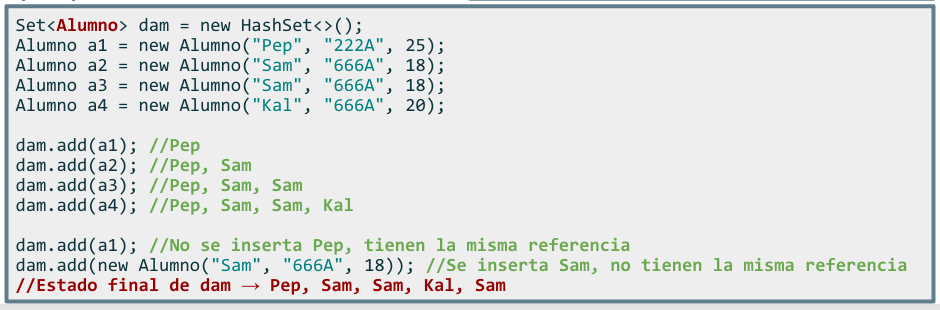 Set<Alumno> dam = new HashSet<>();
Alumno a1 = new Alumno("Pep", "222A", 25);
Alumno a2 = new Alumno("Sam", "666A", 18);
Alumno a3 = new Alumno("Sam", "666A", 18);
Alumno a4 = new Alumno("Kal", "666A", 20);
dam.add(a1); //Pep
dam.add(a2); //Pep, Sam
dam.add(a3); //Pep, Sam, Sam
dam.add(a4); //Pep, Sam, Sam, Kal
dam.add(a1); //No se inserta Pep, tienen la misma referencia
dam.add(new Alumno("Sam", "666A", 18)); //Se inserta Sam, no tienen la misma referencia
//Estado final de dam → Pep, Sam, Sam, Kal, Sam